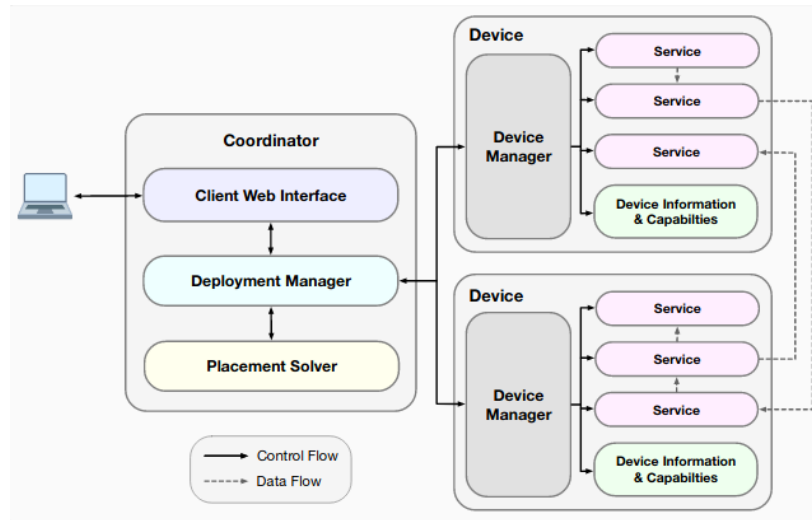 Coordinator
Client Web Interface
Deployment Manager
Placement Solver
Control Flow
Data Flow
Device
Device
Manager
Service
Service
Service
Device Information
& Capabilties
Device
Device
Manager
Service
Service
Service
Device Information
& Capabilties